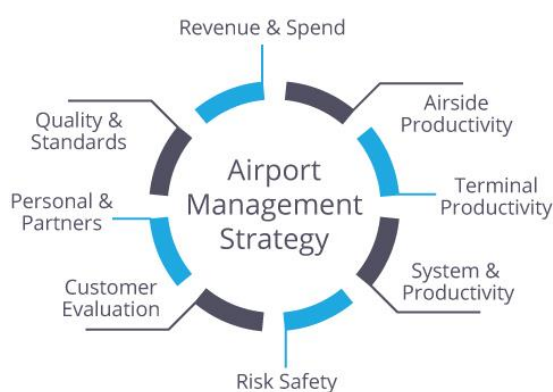 Revenue & Spend
Airside
Productivity
Terminal
Productivity
System &
Productivity
Risk Safety
Customer
Evaluation
Personal &
Partners
Quality &
Standards
Airport
Management
Strategy